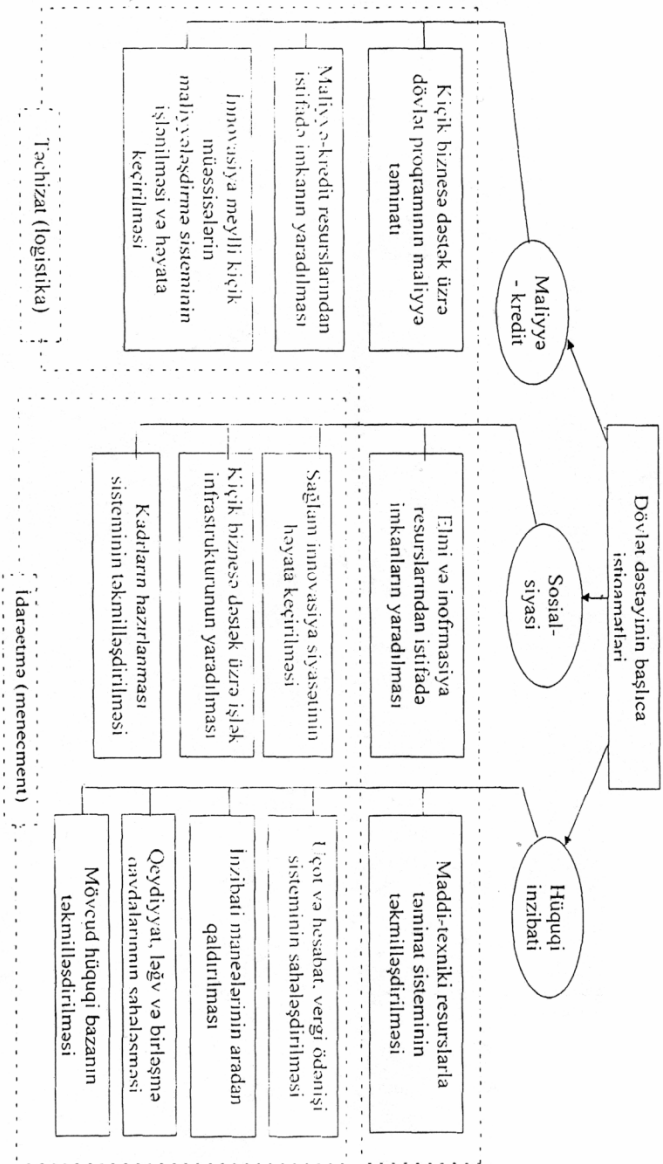 Dövlət dəstəyinin başlıca
istiqamətləri
Maliyyə
- kredit
Sosial-
siyasi
Hüquqi
inzibati
Kiçik biznesə dəstək üzrə
dövlət proqramının maliyyə
təminatı
Maliyyə-kredit resurslarından
istifadə imkanın yaradılması
İnnovasiya meylli kiçik
müəssisələrin
maliyyələşdirmə sisteminin
işlənilməsi və həyata
keçirilməsi
Elmi və inofrmasiya
resurslarından istifadə
imkanların yaradılması
Sağlam innovasiya siyasətinin
həyata keçirilməsi
Kiçik biznesə dəstək üzrə işlək
infrastrukturunun yaradılması
Kadrların hazırlanması
sisteminin təkmilləşdirilməsi
Maddi-texniki resurslarla
təminat sisteminin
təkmilləşdirilməsi
Uçot və hesabat, vergi ödənişi
sisteminin sahələşdirilməsi
İnzibati maneələrinin aradan
qaldırılması
Qeydiyyat, ləğv və birləşmə
qaydalarının sahələşməsi
Mövcud hüquqi bazanın
təkmilləşdirilməsi
Təchizat (logistika)
İdarəetmə (menecment)